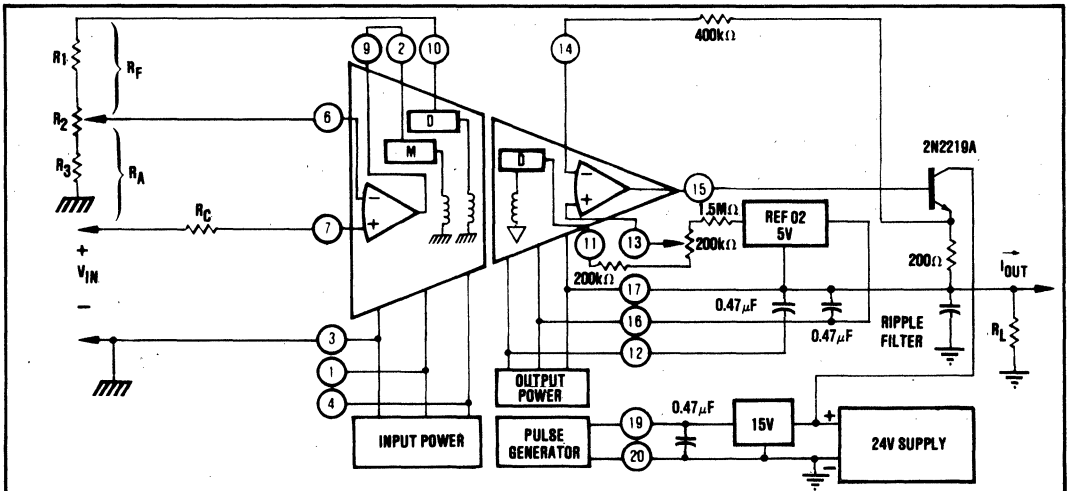 R1
RF
R2
R3
RA
RC
+
VIN
−
9
2
10
6
7
3
1
4
D
M
−
+
INPUT POWER
14
400kΩ
D
−
+
15
11
13
1.5MΩ
200kΩ
200kΩ
REF 02
5V
2N2219A
200Ω
IOUT
17
16
12
0.47μF
0.47μF
RIPPLE
FILTER
RL
OUTPUT
POWER
PULSE
GENERATOR
19
20
0.47μF
15V
+
−
24V SUPPLY